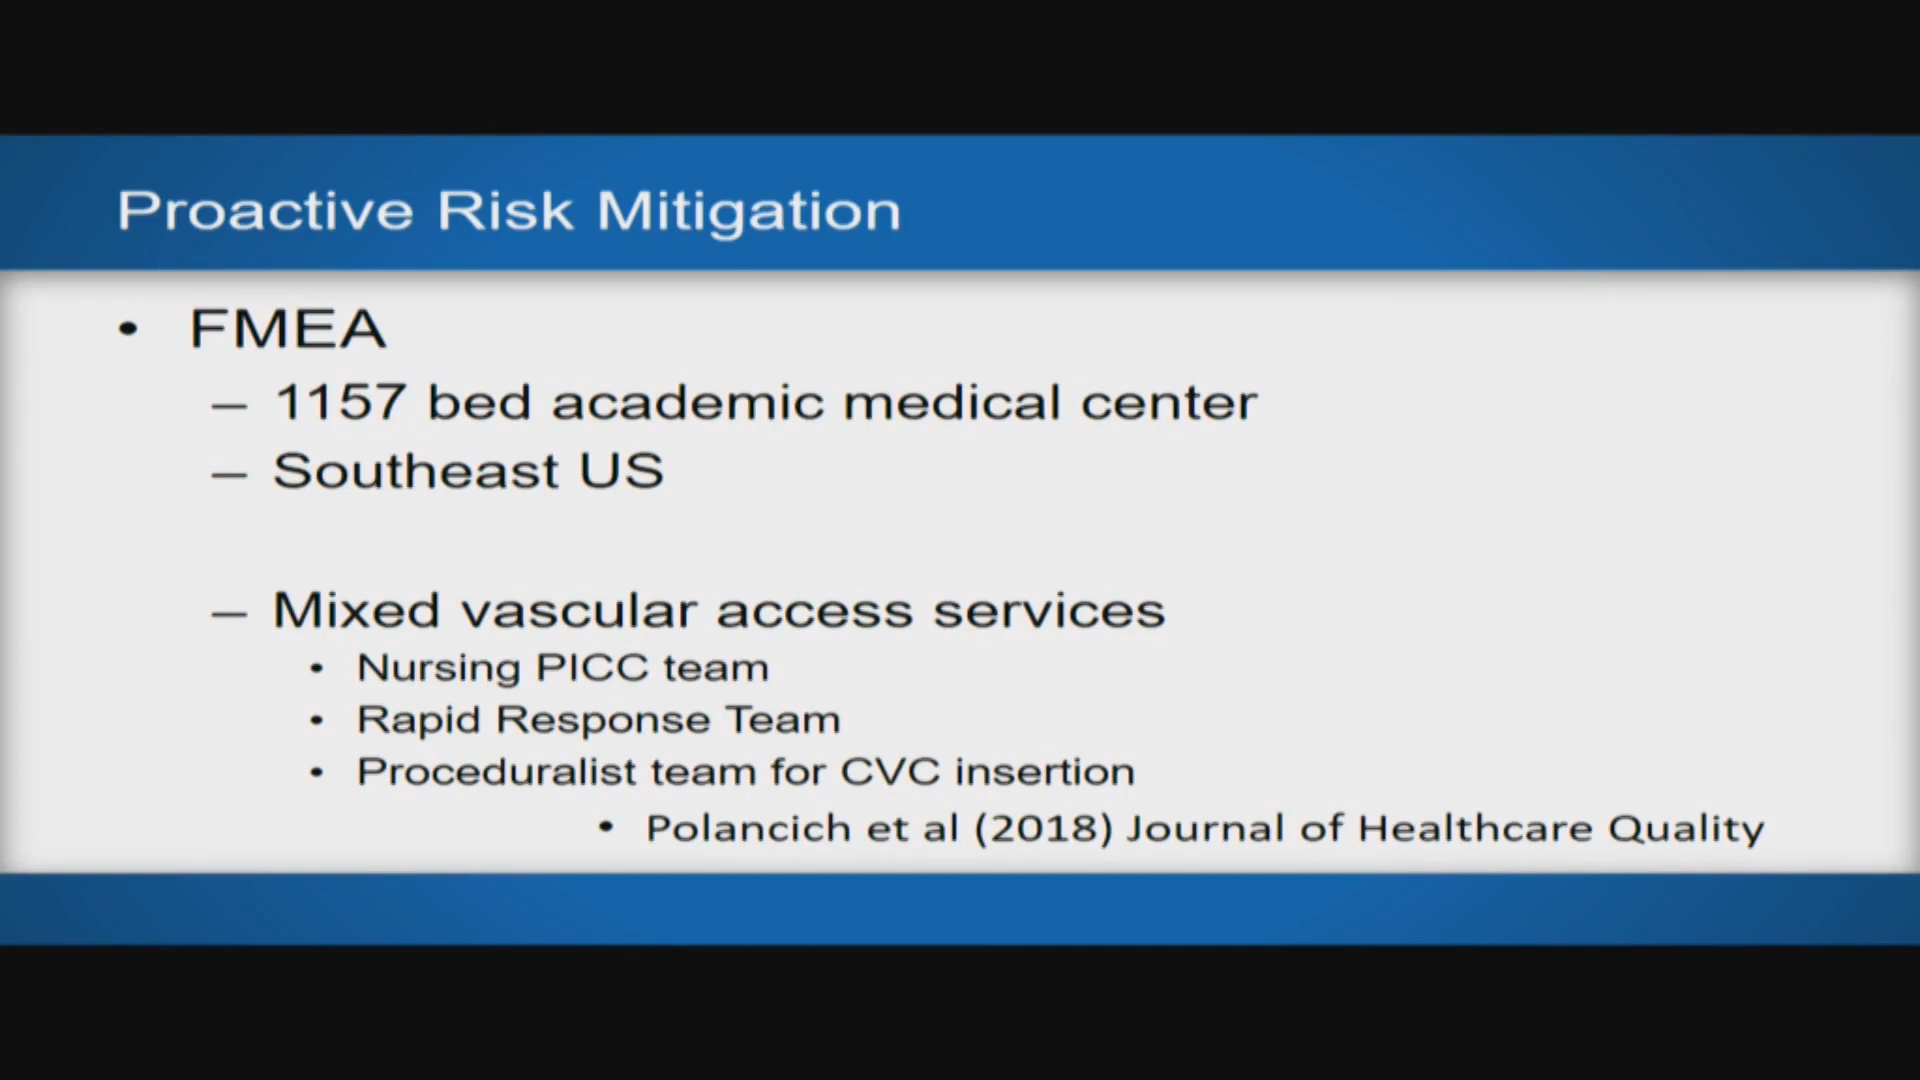 Proactive Risk Mitigation
• FMEA
– 1157 bed academic medical center
– Southeast US
– Mixed vascular access services
• Nursing PICC team
• Rapid Response Team
• Proceduralist team for CVC insertion
• Polancich et al (2018) Journal of Healthcare Quality